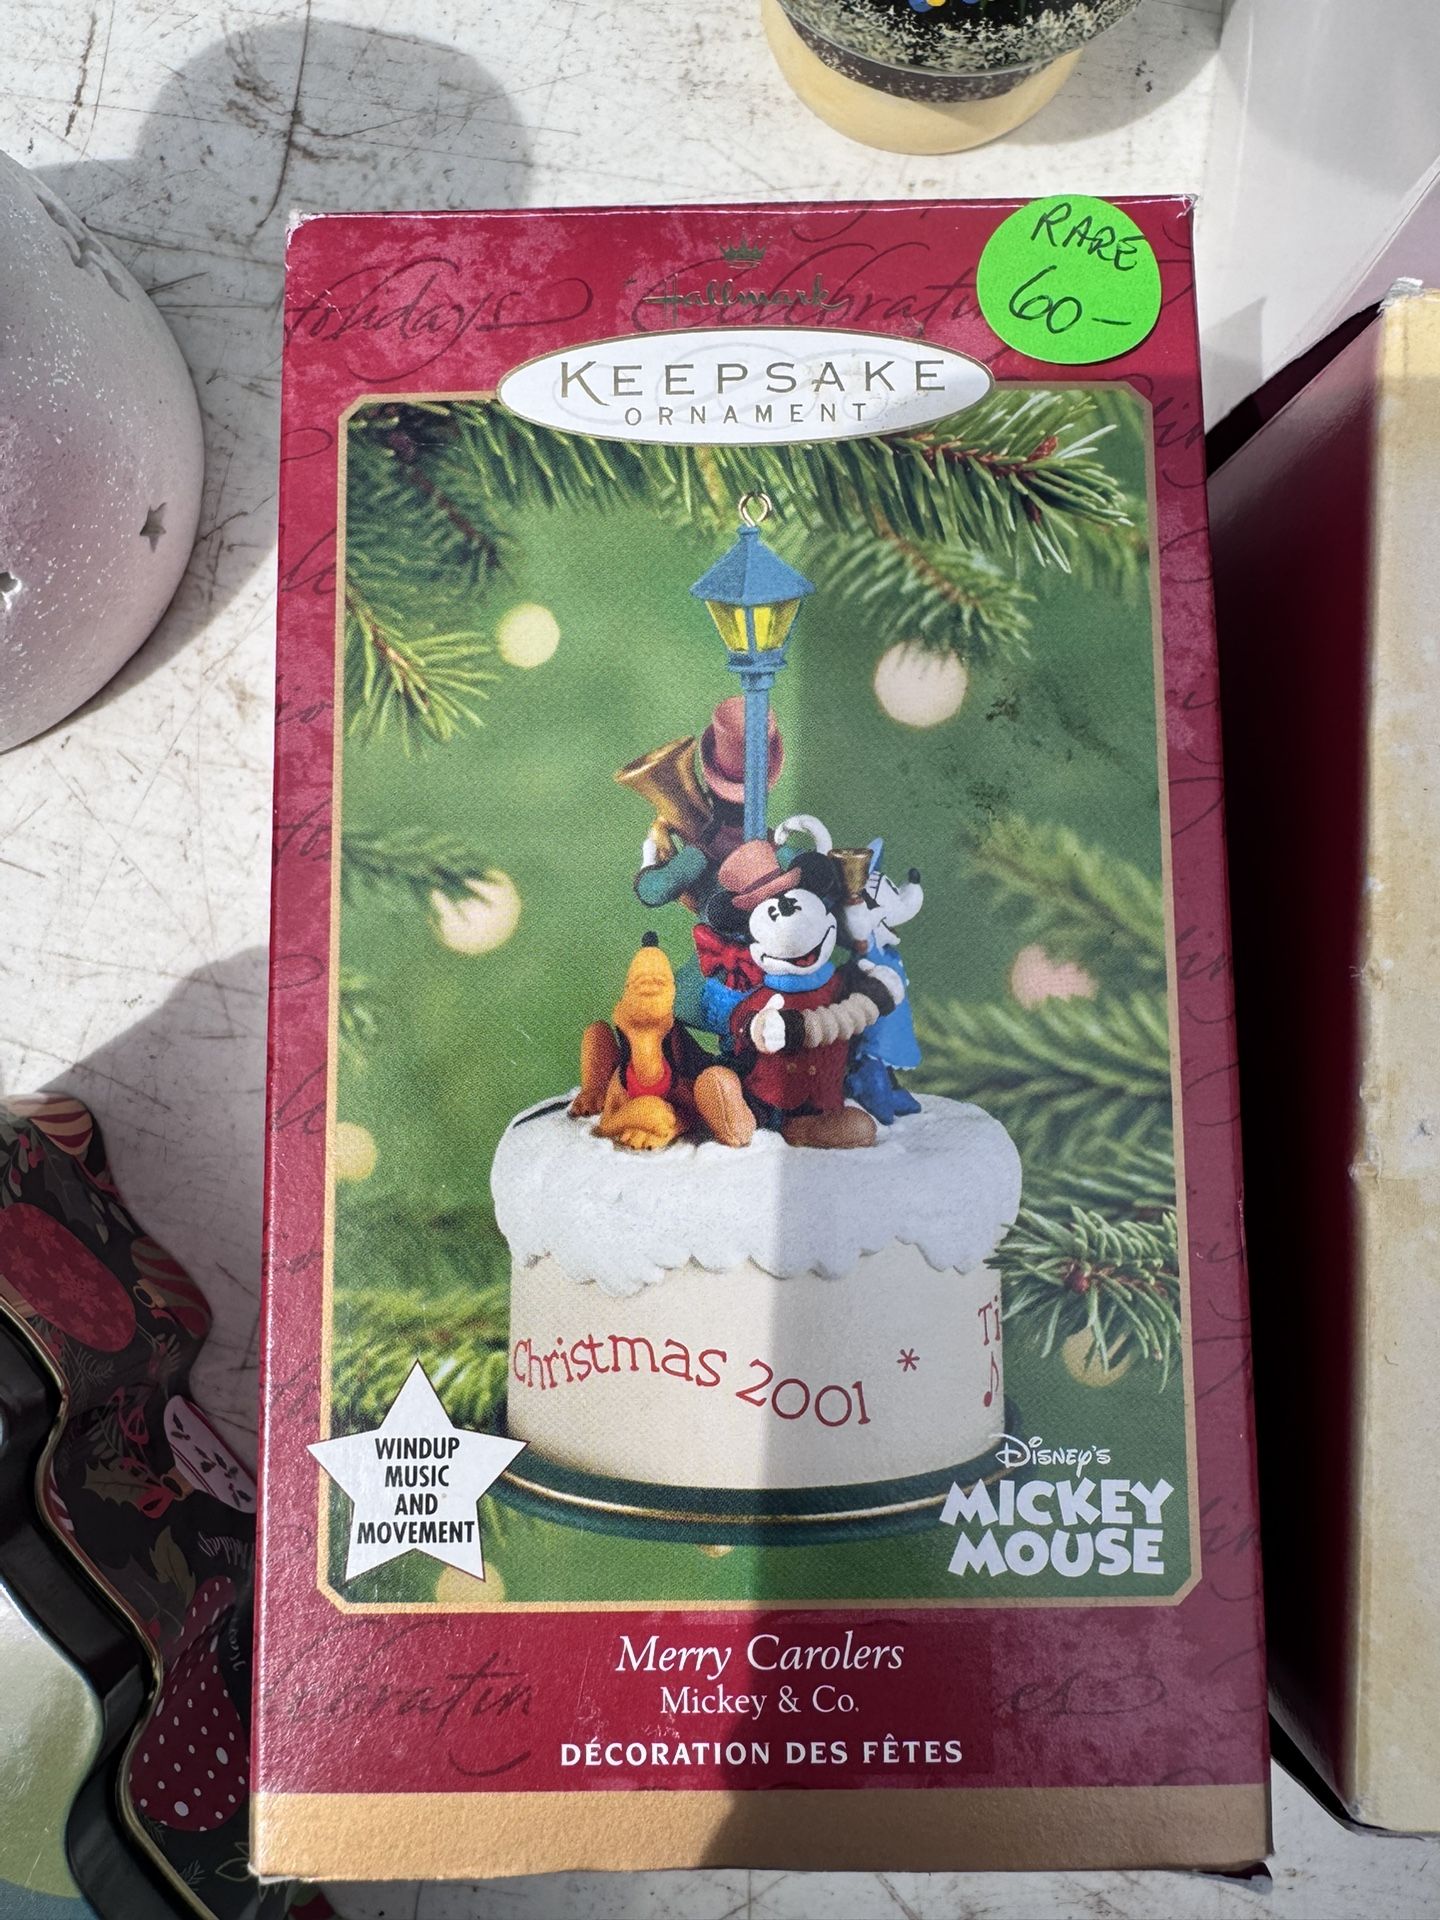 RARE
60-
Hallmark
KEEPSAKE
ORNAMENT
Christmas 2001 *
Ti
WINDUP
MUSIC
AND
MOVEMENT
DISNEY'S
MICKEY
MOUSE
Merry Carolers
Mickey & Co.
DÉCORATION DES FÊTES